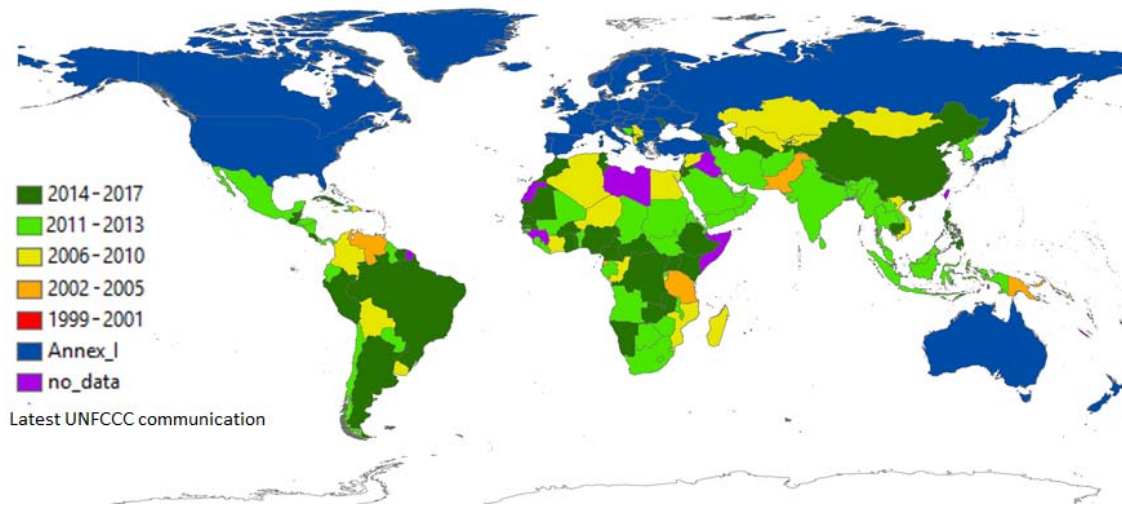 2014-2017
2011-2013
2006-2010
2002-2005
1999-2001
Annex_I
no_data
Latest UNFCCC communication